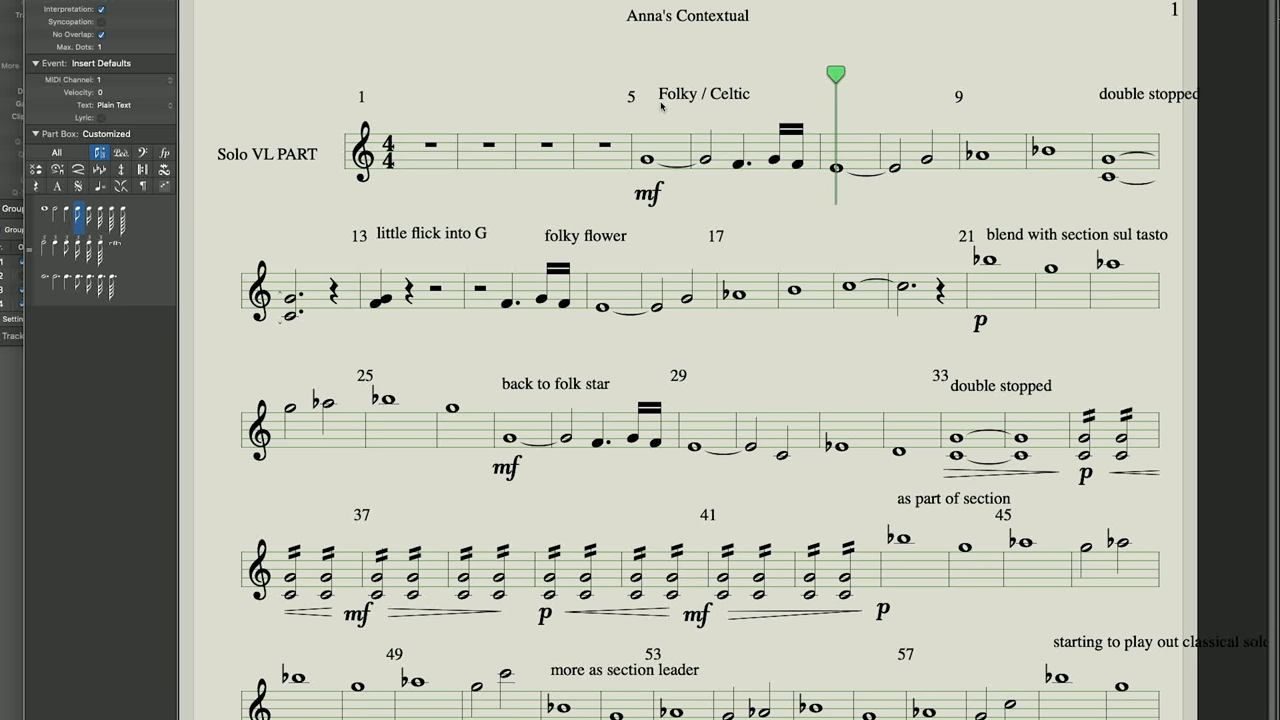 Interpretation:
Syncopation:
No Overlap:
Max. Dots: 1
More
Event: Insert Defaults
MIDI Channel: 1
Velocity: 0
Text: Plain Text
Lyric:
Part Box: Customized
All
Anna's Contextual
1
1
5
Folky / Celtic
9
double stopped
Solo VL PART
4
4
mf
13
little flick into G
folky flower
17
21
blend with section sul tasto
p
25
back to folk star
29
33
double stopped
mf
p
as part of section
37
41
45
mf
p
mf
p
starting to play out classical solo
49
more as section leader
53
57